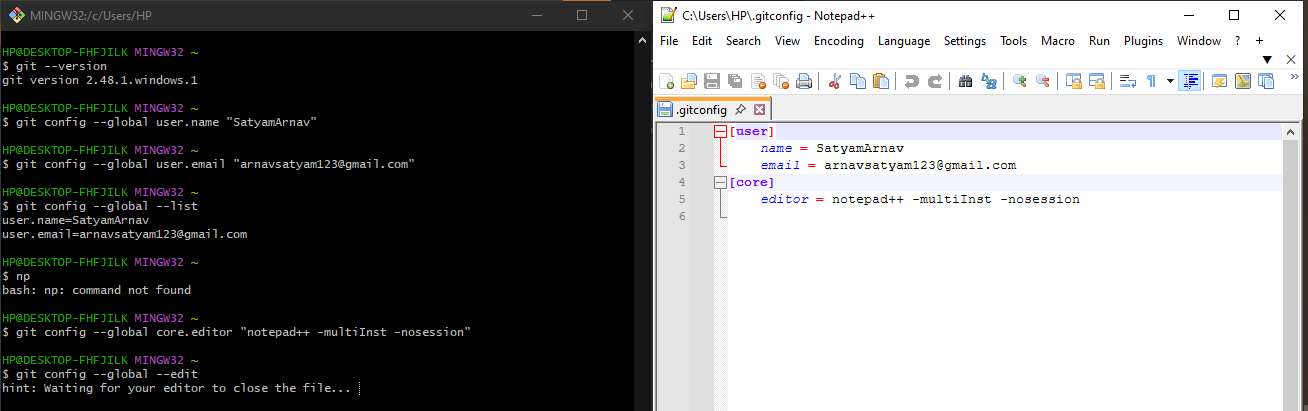 MINGW32:/c/Users/HP
HP@DESKTOP-FHFJILK MINGW32 ~
$ git --version
git version 2.48.1.windows.1
HP@DESKTOP-FHFJILK MINGW32 ~
$ git config --global user.name "SatyamArnav"
HP@DESKTOP-FHFJILK MINGW32 ~
$ git config --global user.email "arnavsatyam123@gmail.com"
HP@DESKTOP-FHFJILK MINGW32 ~
$ git config --global --list
user.name=SatyamArnav
user.email=arnavsatyam123@gmail.com
HP@DESKTOP-FHFJILK MINGW32 ~
$ np
bash: np: command not found
HP@DESKTOP-FHFJILK MINGW32 ~
$ git config --global core.editor "notepad++ -multiInst -nosession"
HP@DESKTOP-FHFJILK MINGW32 ~
$ git config --global --edit
hint: Waiting for your editor to close the file...
C:\Users\HP\.gitconfig - Notepad++
File Edit Search View Encoding Language Settings Tools Macro Run Plugins Window ? +
.gitconfig
1 [user]
2 name = SatyamArnav
3 email = arnavsatyam123@gmail.com
4 [core]
5 editor = notepad++ -multiInst -nosession
6